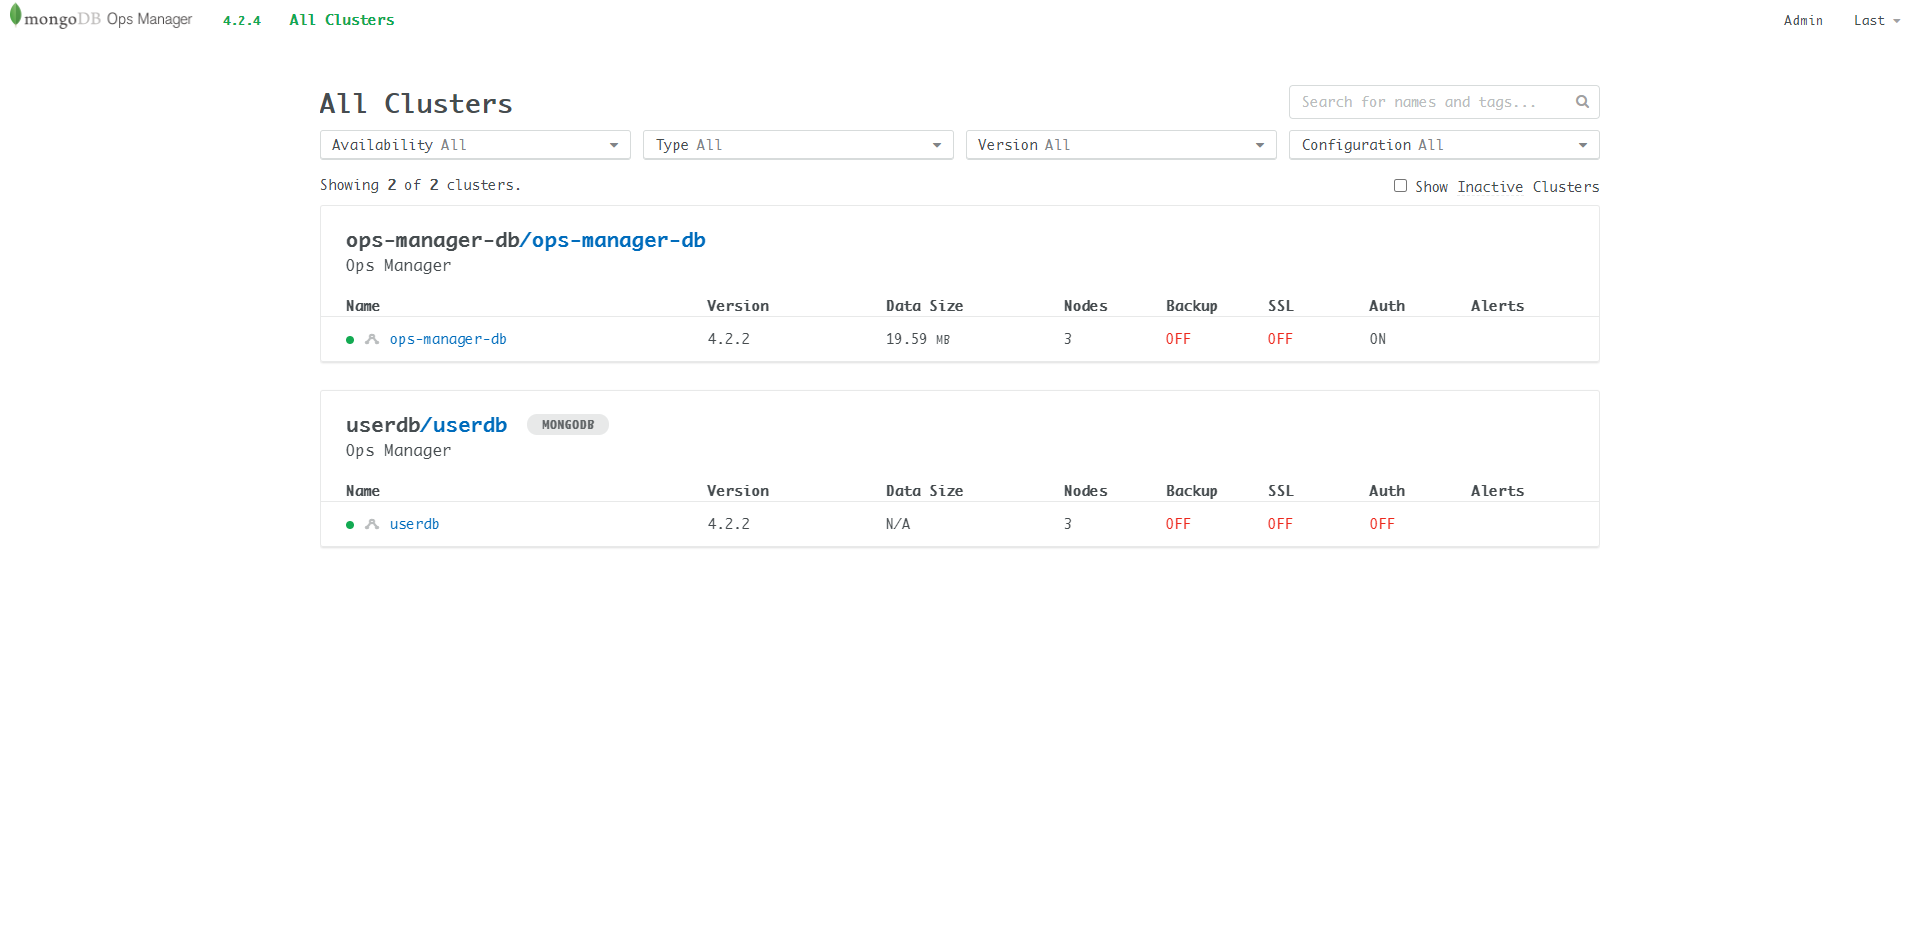 mongoDB Ops Manager 4.2.4 All Clusters Admin Last
All Clusters Search for names and tags...
Availability All Type All Version All Configuration All
Showing 2 of 2 clusters. Show Inactive Clusters
ops-manager-db/ops-manager-db
Ops Manager
Name Version Data Size Nodes Backup SSL Auth Alerts
ops-manager-db 4.2.2 19.59 MB 3 OFF OFF ON
userdb/userdb MONGODB
Ops Manager
Name Version Data Size Nodes Backup SSL Auth Alerts
userdb 4.2.2 N/A 3 OFF OFF OFF